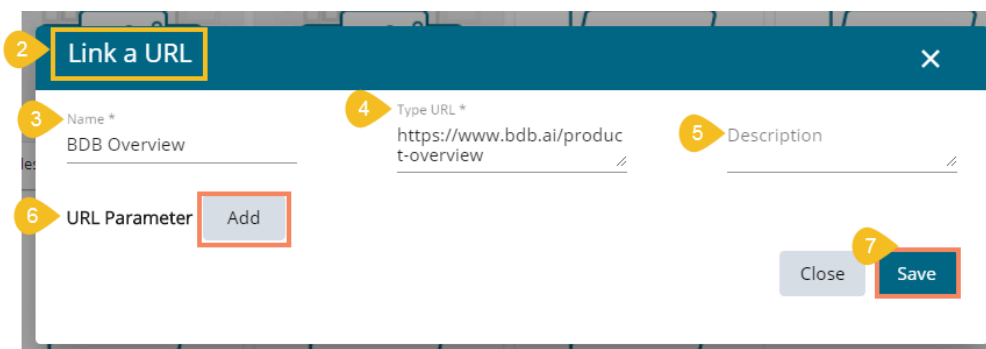 2 Link a URL ×
3 Name *
BDB Overview
4 Type URL *
https://www.bdb.ai/produc
t-overview
5 Description
6 URL Parameter Add
7
Close Save